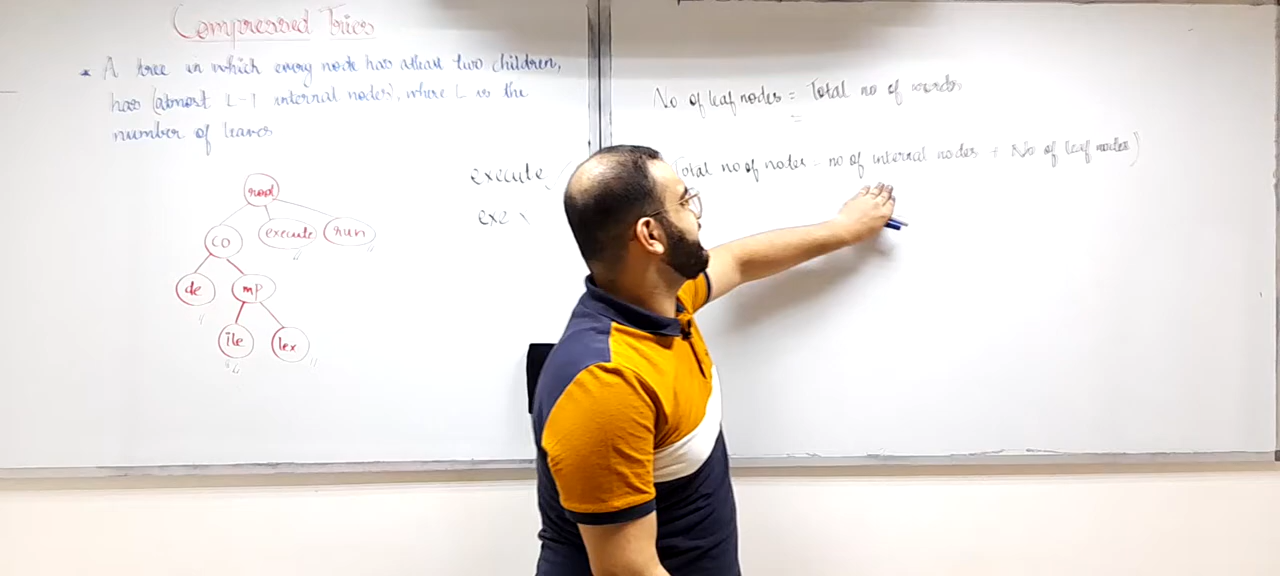 Compressed Tries
* A tree in which every node has atleast two children,
has (atmost L-1 internal nodes), where L is the
number of leaves
root
co
execute
run
de
mp
ile
lex
No of leaf nodes = Total no of words
execute
Total no of nodes = no of internal nodes + No of leaf nodes)
exe